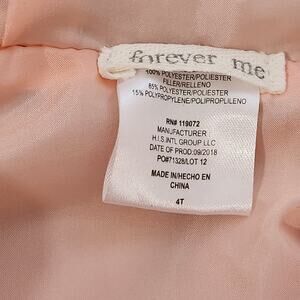 forever me
100% POLYESTER/POLIESTER
FILLER/RELLENO
85% POLYESTER/POLIESTER
15% POLYPROPYLENE/POLIPROPLILENO
RN# 119072
MANUFACTURER :
H.I.S INTL GROUP LLC
DATE OF PROD:09/2018
PO#71328/LOT 12
MADE IN/HECHO EN
CHINA
4T